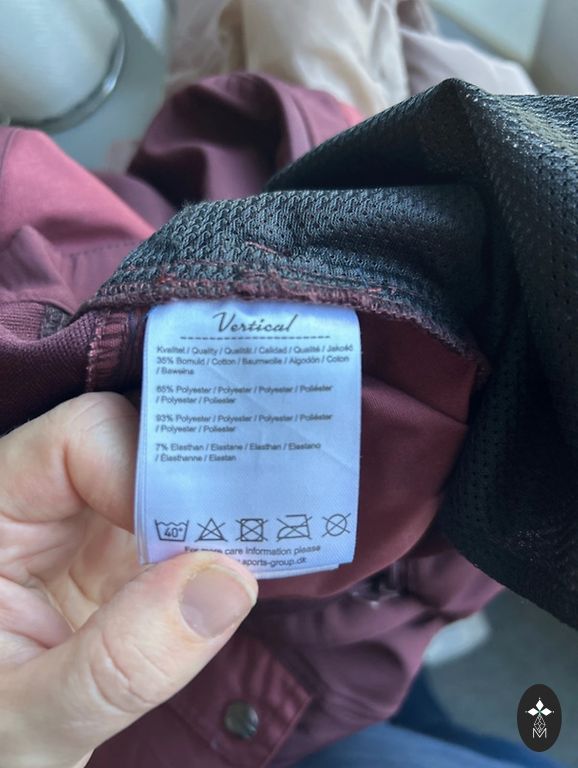 Vertical
Kvalitet / Quality / Qualität / Calidad / Qualité / Jakość
35% Bomuld / Cotton / Baumwolle / Algodón / Coton
/ Bawełna
65% Polyester / Polyester / Polyester / Poliéster
/ Polyester / Poliester
93% Polyester / Polyester / Polyester / Poliéster
/ Polyester / Poliester
7% Elasthan / Elastane / Elasthan / Elastano
/ Élasthanne / Elastan
40°
For more care information please
sports-group.dk
M